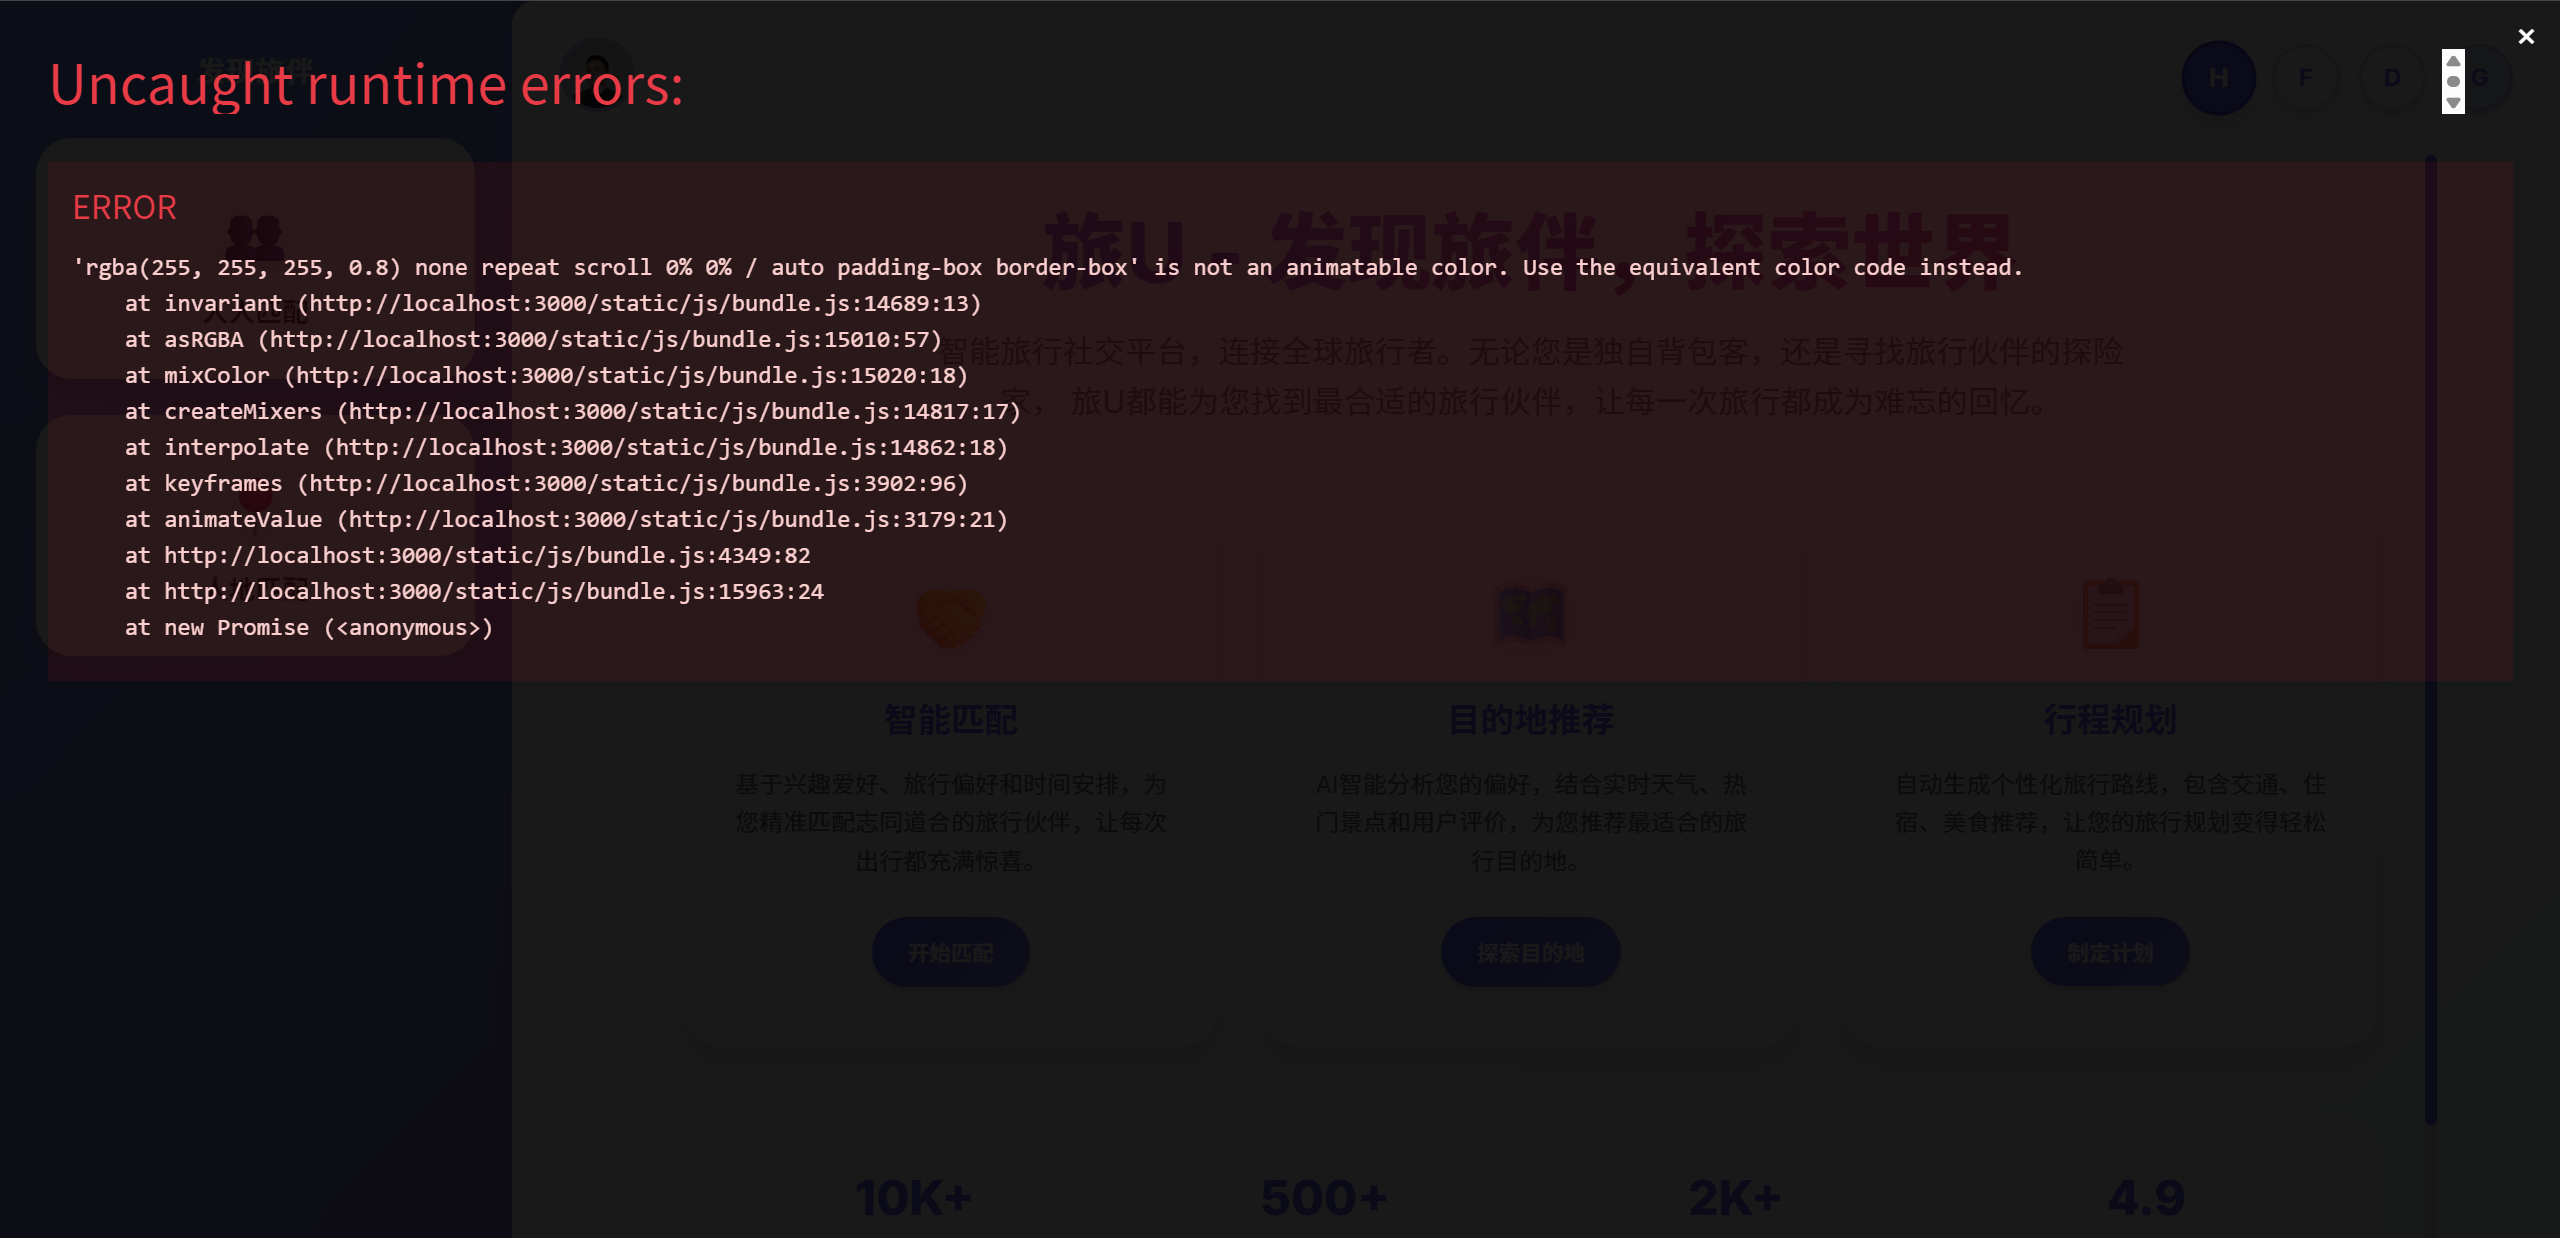 发现旅伴
×
H F D G
Uncaught runtime errors:
ERROR
'rgba(255, 255, 255, 0.8) none repeat scroll 0% 0% / auto padding-box border-box' is not an animatable color. Use the equivalent color code instead.
at invariant (http://localhost:3000/static/js/bundle.js:14689:13)
at asRGBA (http://localhost:3000/static/js/bundle.js:15010:57)
at mixColor (http://localhost:3000/static/js/bundle.js:15020:18)
at createMixers (http://localhost:3000/static/js/bundle.js:14817:17)
at interpolate (http://localhost:3000/static/js/bundle.js:14862:18)
at keyframes (http://localhost:3000/static/js/bundle.js:3902:96)
at animateValue (http://localhost:3000/static/js/bundle.js:3179:21)
at http://localhost:3000/static/js/bundle.js:4349:82
at http://localhost:3000/static/js/bundle.js:15963:24
at new Promise (<anonymous>)
人人匹配
旅U - 发现旅伴，探索世界
智能旅行社交平台，连接全球旅行者。无论您是独自背包客，还是寻找旅行伙伴的探险
家， 旅U都能为您找到最合适的旅行伙伴，让每一次旅行都成为难忘的回忆。
智能匹配
基于兴趣爱好、旅行偏好和时间安排，为
您精准匹配志同道合的旅行伙伴，让每次
出行都充满惊喜。
开始匹配
目的地推荐
AI智能分析您的偏好，结合实时天气、热
门景点和用户评价，为您推荐最适合的旅
行目的地。
探索目的地
行程规划
自动生成个性化旅行路线，包含交通、住
宿、美食推荐，让您的旅行规划变得轻松
简单。
制定计划
10K+
500+
2K+
4.9